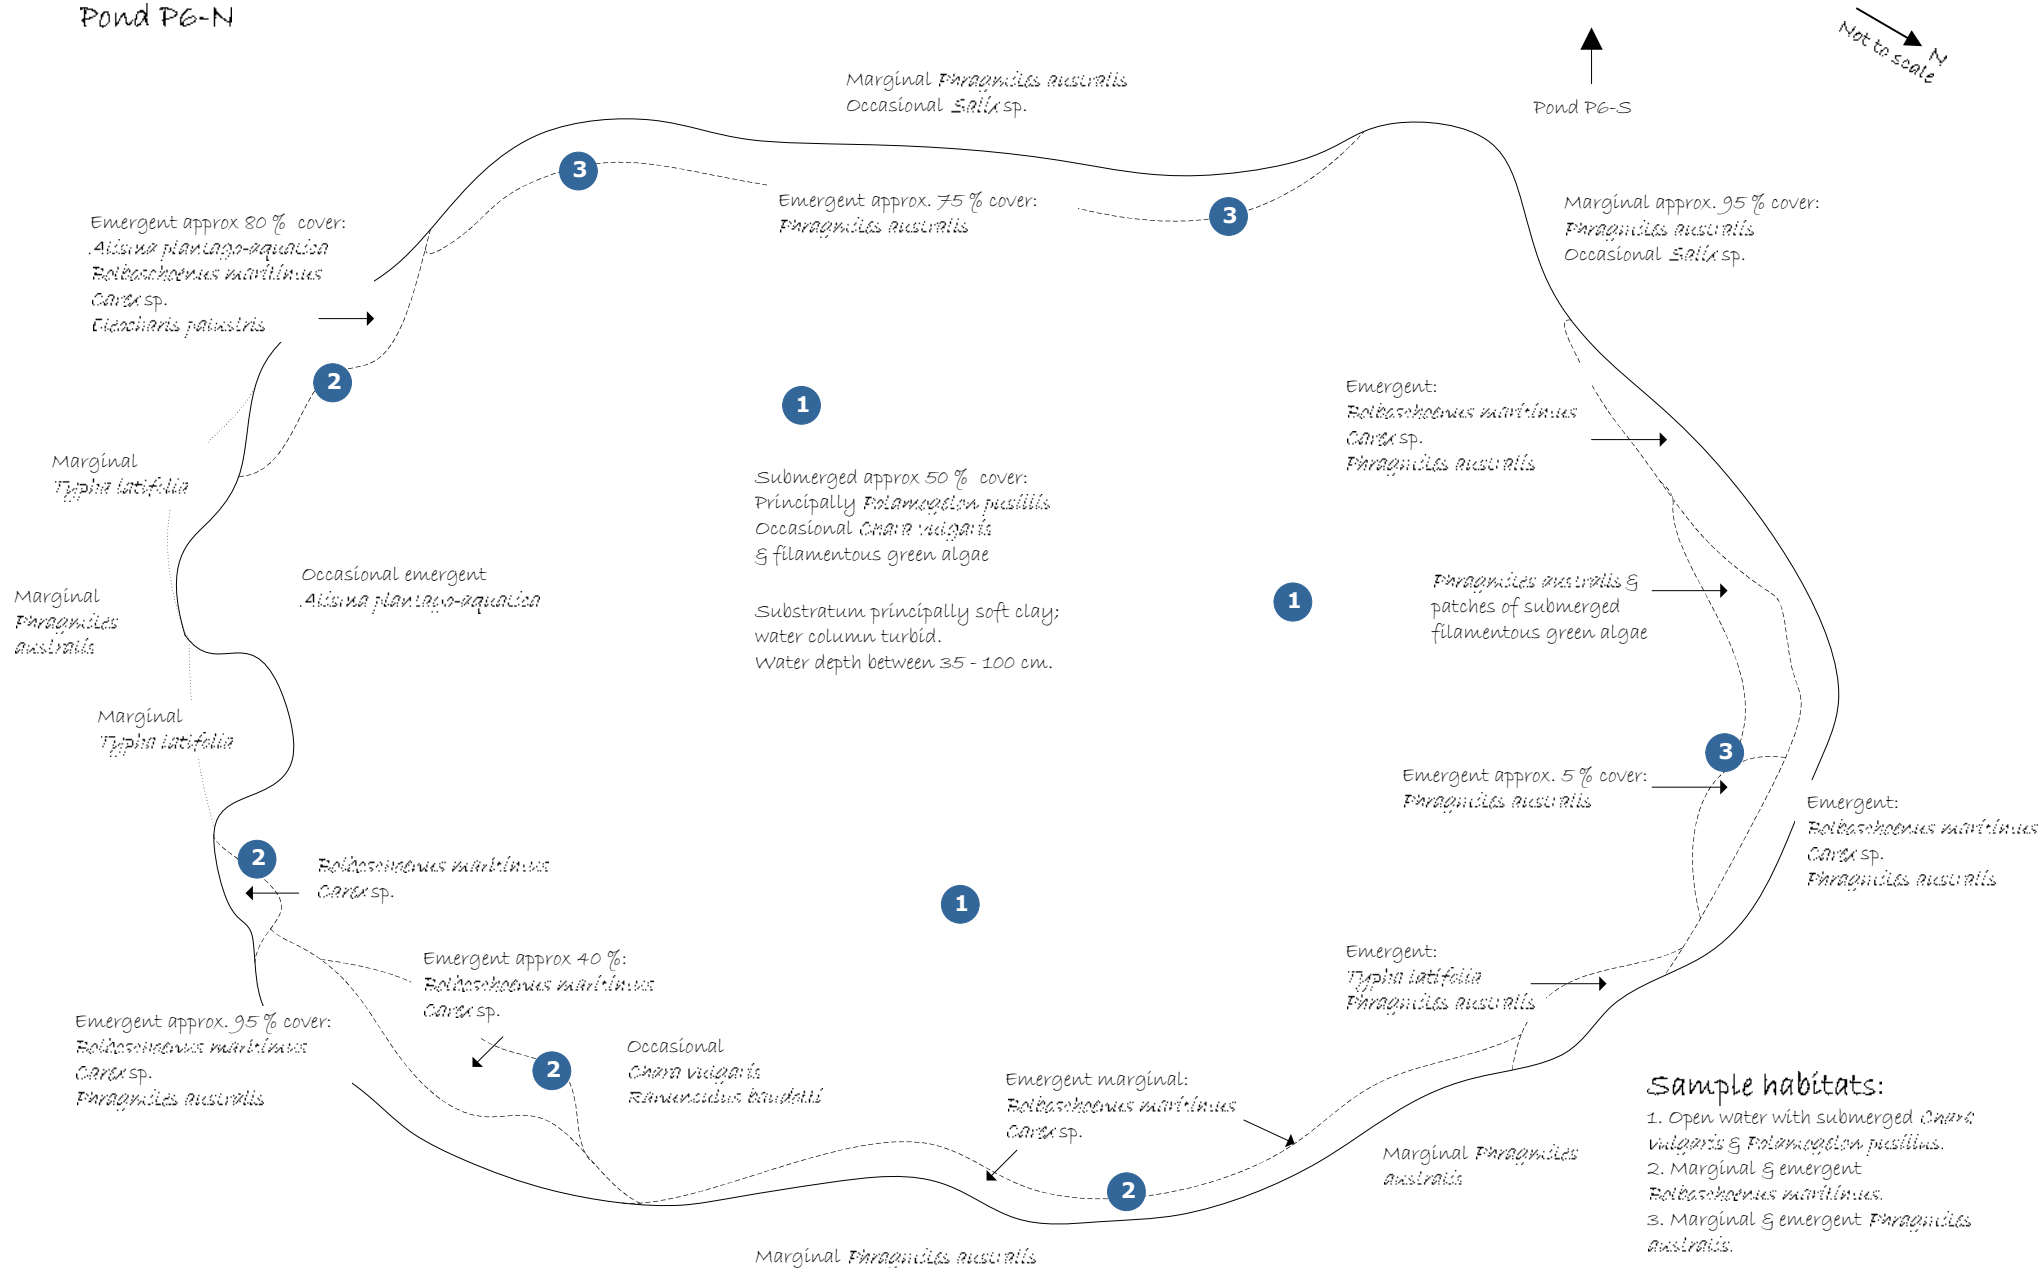 Pond P6-N
N
Not to scale
Pond P6-S
Marginal Phragmites australis
Occasional Salix sp.
Emergent approx 80 % cover:
Alisma plantago-aquatica
Bolboschoenus maritimus
Carex sp.
Eleocharis palustris
3
Emergent approx. 75 % cover:
Phragmites australis
3
Marginal approx. 95 % cover:
Phragmites australis
Occasional Salix sp.
2
1
Emergent:
Bolboschoenus maritimus
Carex sp.
Phragmites australis
Marginal
Typha latifolia
Submerged approx 50 % cover:
Principally Potamogeton pusillis
Occasional Chara vulgaris
& filamentous green algae
Substratum principally soft clay;
water column turbid.
Water depth between 35 - 100 cm.
Occasional emergent
Alisma plantago-aquatica
Marginal
Phragmites
australis
1
Phragmites australis &
patches of submerged
filamentous green algae
Marginal
Typha latifolia
3
Emergent approx. 5 % cover:
Phragmites australis
Emergent:
Bolboschoenus maritimus
Carex sp.
Phragmites australis
2
Bolboschoenus maritimus
Carex sp.
1
Emergent approx 40 %:
Bolboschoenus maritimus
Carex sp.
Emergent:
Typha latifolia
Phragmites australis
Emergent approx. 95 % cover:
Bolboschoenus maritimus
Carex sp.
Phragmites australis
2
Occasional
Chara vulgaris
Ranunculus baudotii
Emergent marginal:
Bolboschoenus maritimus
Carex sp.
2
Marginal Phragmites
australis
Marginal Phragmites australis
Sample habitats:
1. Open water with submerged Chara
vulgaris & Potamogeton pusillus.
2. Marginal & emergent
Bolboschoenus maritimus.
3. Marginal & emergent Phragmites
australis.